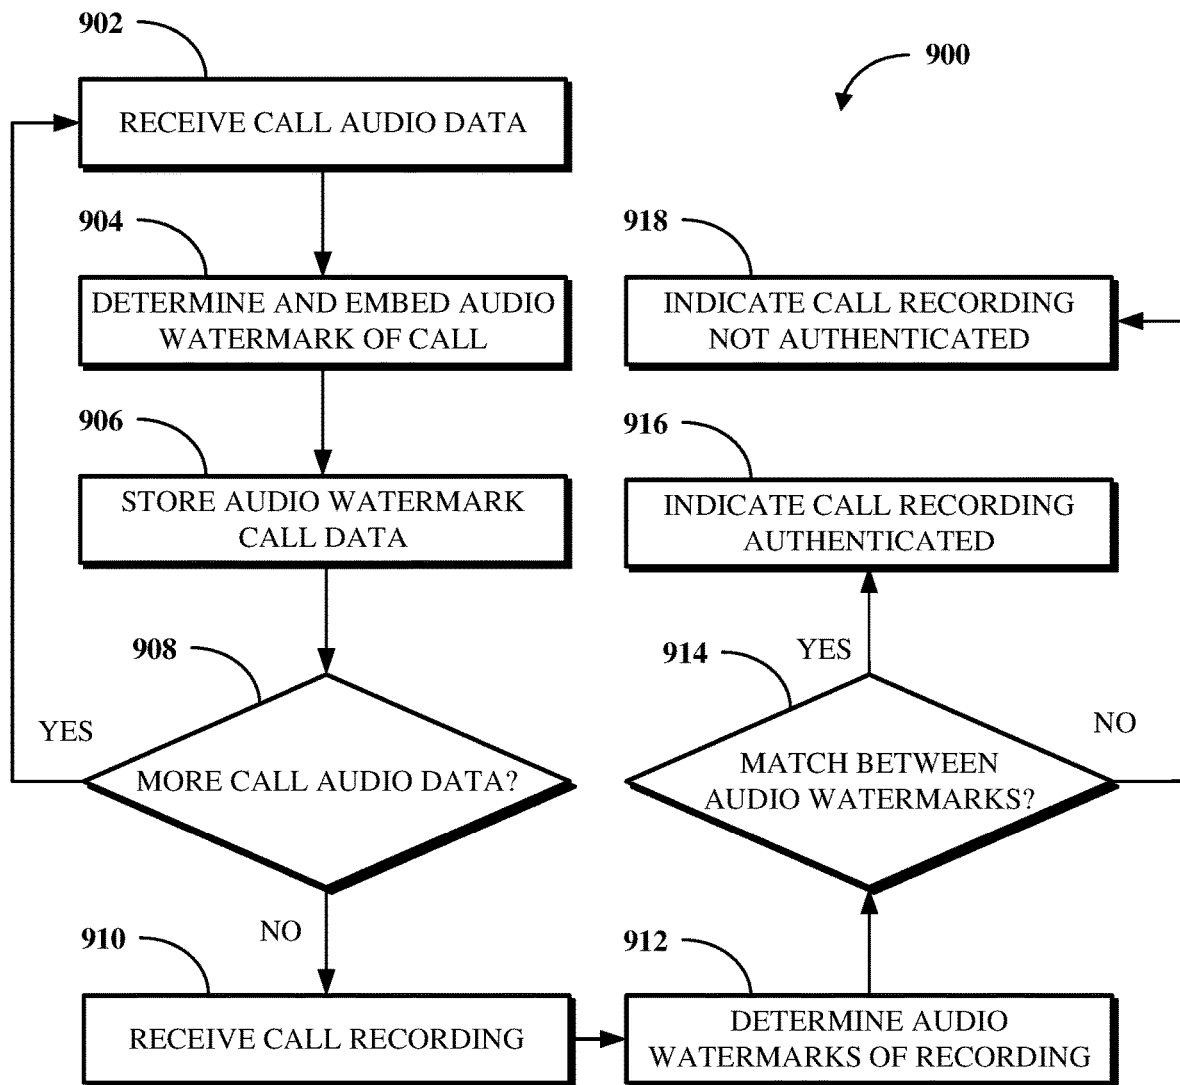 900
902
RECEIVE CALL AUDIO DATA
904
DETERMINE AND EMBED AUDIO
WATERMARK OF CALL
906
STORE AUDIO WATERMARK
CALL DATA
908
YES
MORE CALL AUDIO DATA?
NO
910
RECEIVE CALL RECORDING
912
DETERMINE AUDIO
WATERMARKS OF RECORDING
914
YES
NO
MATCH BETWEEN
AUDIO WATERMARKS?
916
INDICATE CALL RECORDING
AUTHENTICATED
918
INDICATE CALL RECORDING
NOT AUTHENTICATED